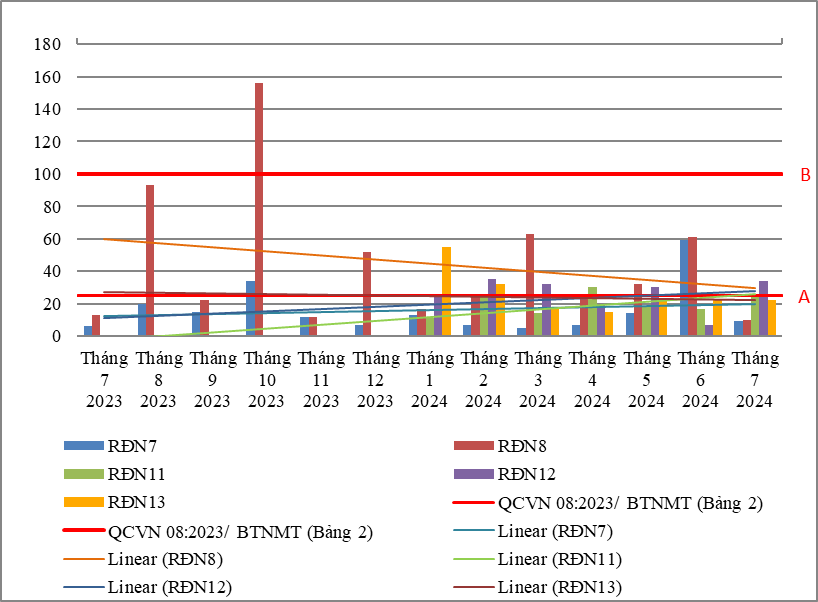 180
160
140
120
100
B
80
60
40
A
20
0
Tháng Tháng Tháng Tháng Tháng Tháng Tháng Tháng Tháng Tháng Tháng Tháng Tháng
7 8 9 10 11 12 1 2 3 4 5 6 7
2023 2023 2023 2023 2023 2023 2024 2024 2024 2024 2024 2024 2024
RĐN7 RĐN8
RĐN11 RĐN12
RĐN13 QCVN 08:2023/ BTNMT (Bảng 2)
QCVN 08:2023/ BTNMT (Bảng 2) Linear (RĐN7)
Linear (RĐN8) Linear (RĐN11)
Linear (RĐN12) Linear (RĐN13)